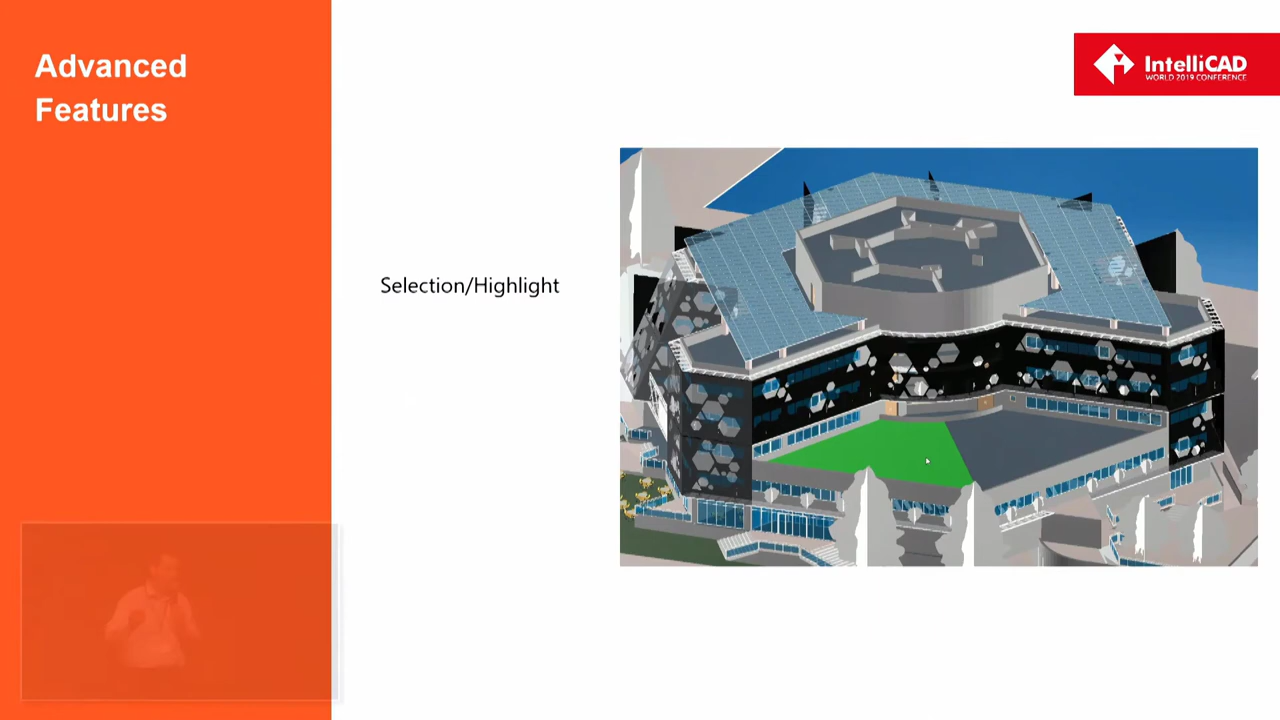 Advanced
Features
IntelliCAD
WORLD 2019 CONFERENCE
Selection/Highlight